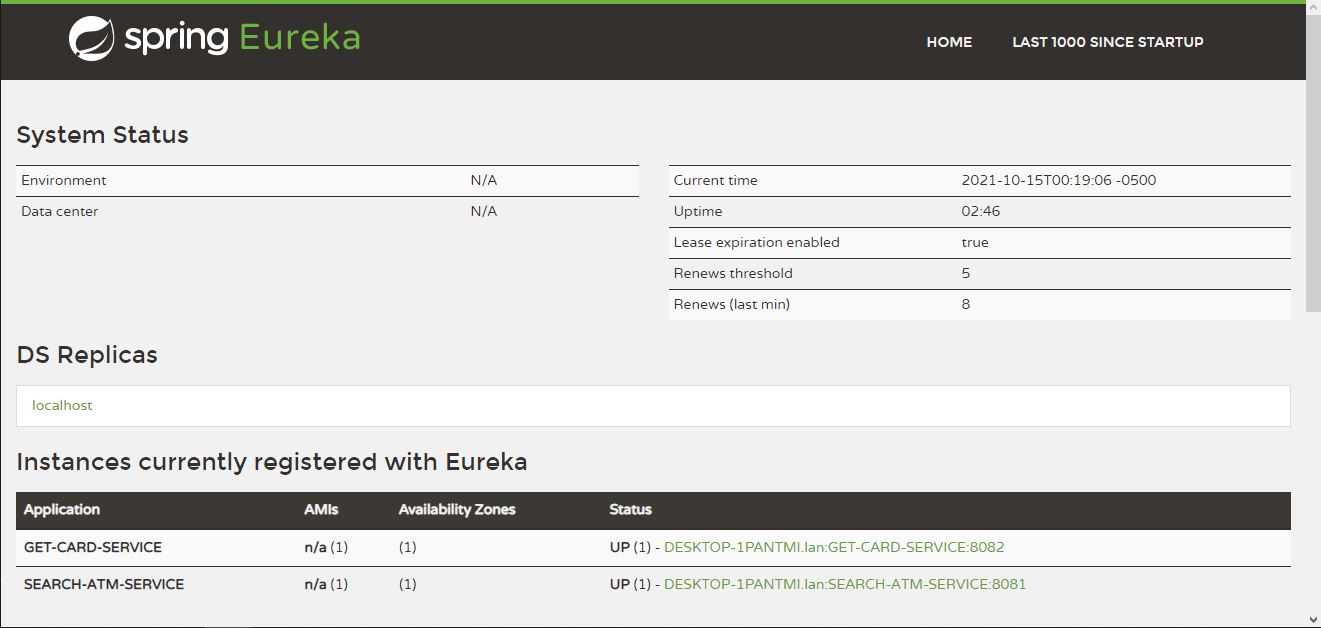 spring Eureka
HOME LAST 1000 SINCE STARTUP
System Status
Environment N/A
Data center N/A
Current time 2021-10-15T00:19:06 -0500
Uptime 02:46
Lease expiration enabled true
Renews threshold 5
Renews (last min) 8
DS Replicas
localhost
Instances currently registered with Eureka
Application AMIs Availability Zones Status
GET-CARD-SERVICE n/a (1) (1) UP (1) - DESKTOP-1PANTMI.lan:GET-CARD-SERVICE:8082
SEARCH-ATM-SERVICE n/a (1) (1) UP (1) - DESKTOP-1PANTMI.lan:SEARCH-ATM-SERVICE:8081